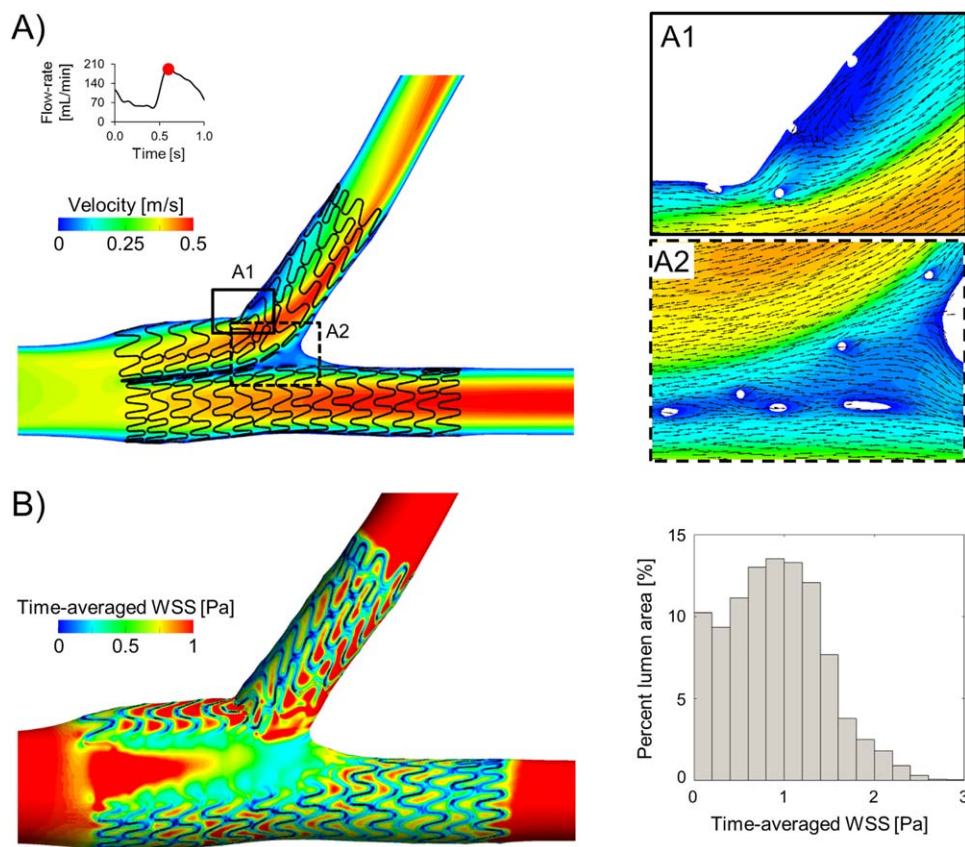 A)
Flow-rate
[mL/min]
210
140
70
0
0.0 0.5 1.0
Time [s]
Velocity [m/s]
0 0.25 0.5
A1
A2
A1
A2
B)
Time-averaged WSS [Pa]
0 0.5 1
Percent lumen area [%]
15
10
5
0
0 1 2 3
Time-averaged WSS [Pa]